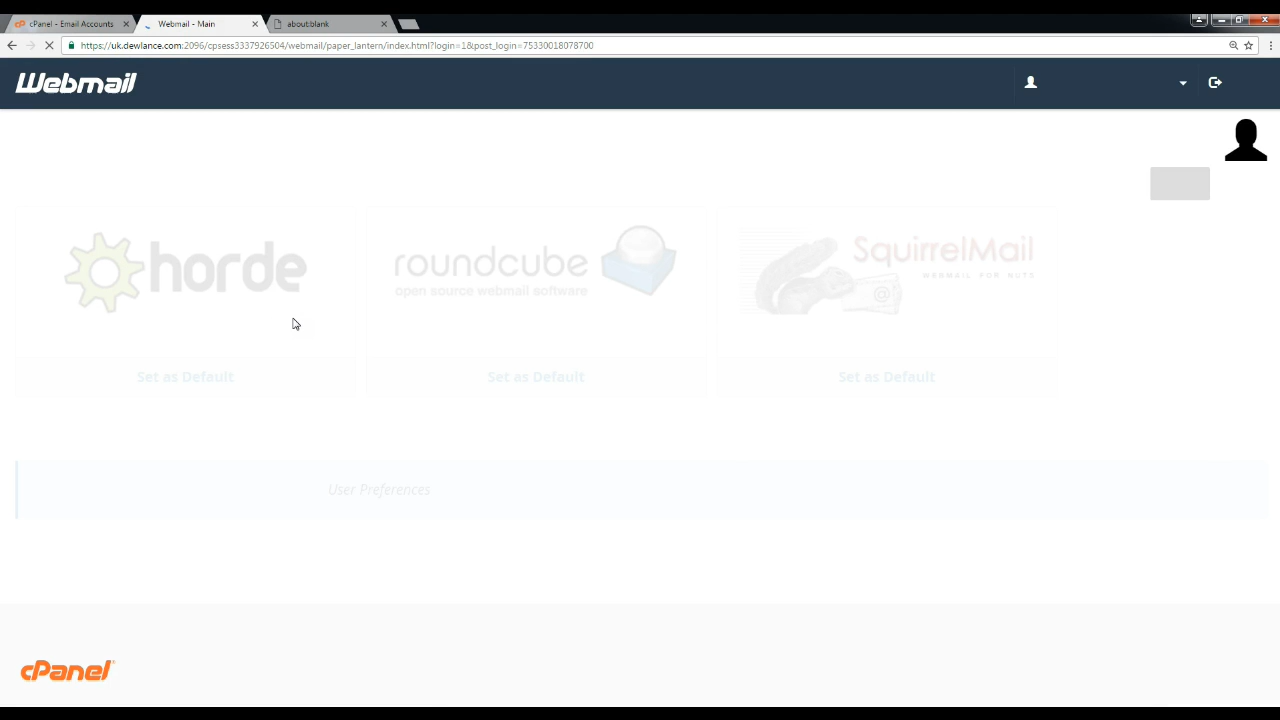 cPanel - Email Accounts
Webmail - Main
about:blank
https://uk.dewlance.com:2096/cpsess3337926504/webmail/paper_lantern/index.html?login=1&post_login=75330018078700
Webmail
horde
roundcube
open source webmail software
SquirrelMail
WEBMAIL FOR NUTS
@
Set as Default
Set as Default
Set as Default
User Preferences
cPanel